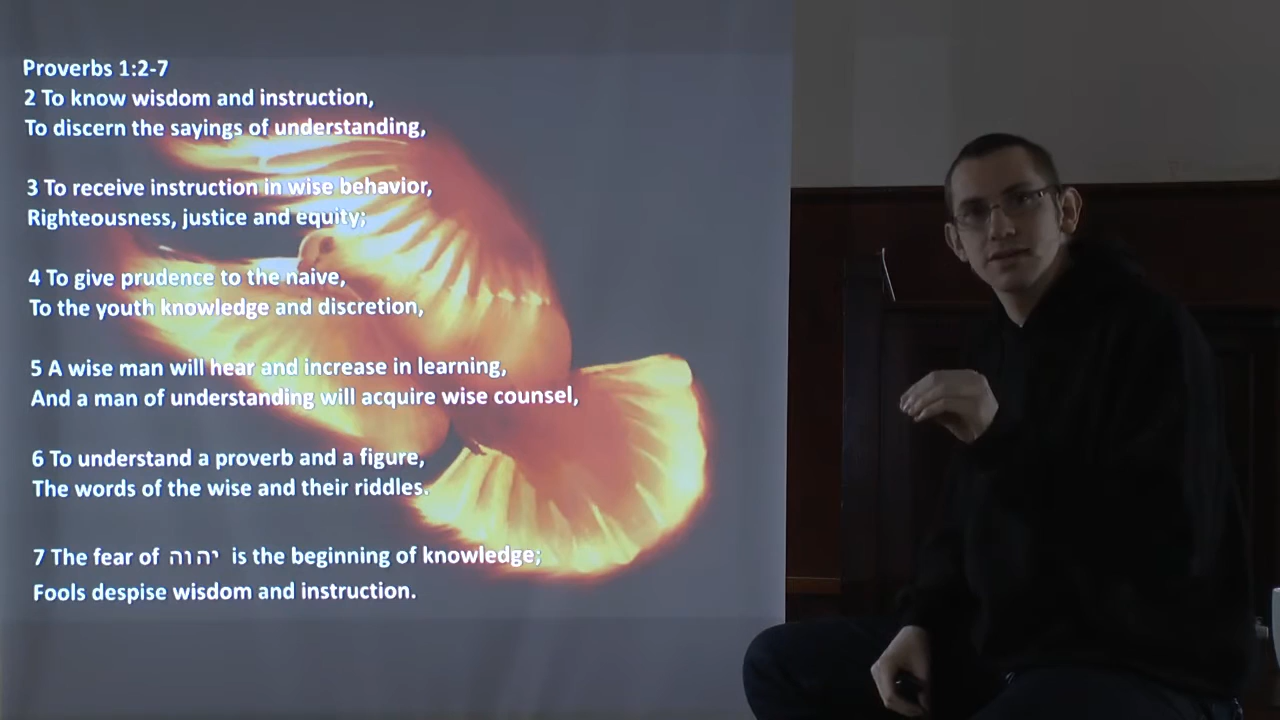 Proverbs 1:2-7
2 To know wisdom and instruction,
To discern the sayings of understanding,
3 To receive instruction in wise behavior,
Righteousness, justice and equity;
4 To give prudence to the naive,
To the youth knowledge and discretion,
5 A wise man will hear and increase in learning,
And a man of understanding will acquire wise counsel,
6 To understand a proverb and a figure,
The words of the wise and their riddles.
7 The fear of יהוה is the beginning of knowledge;
Fools despise wisdom and instruction.